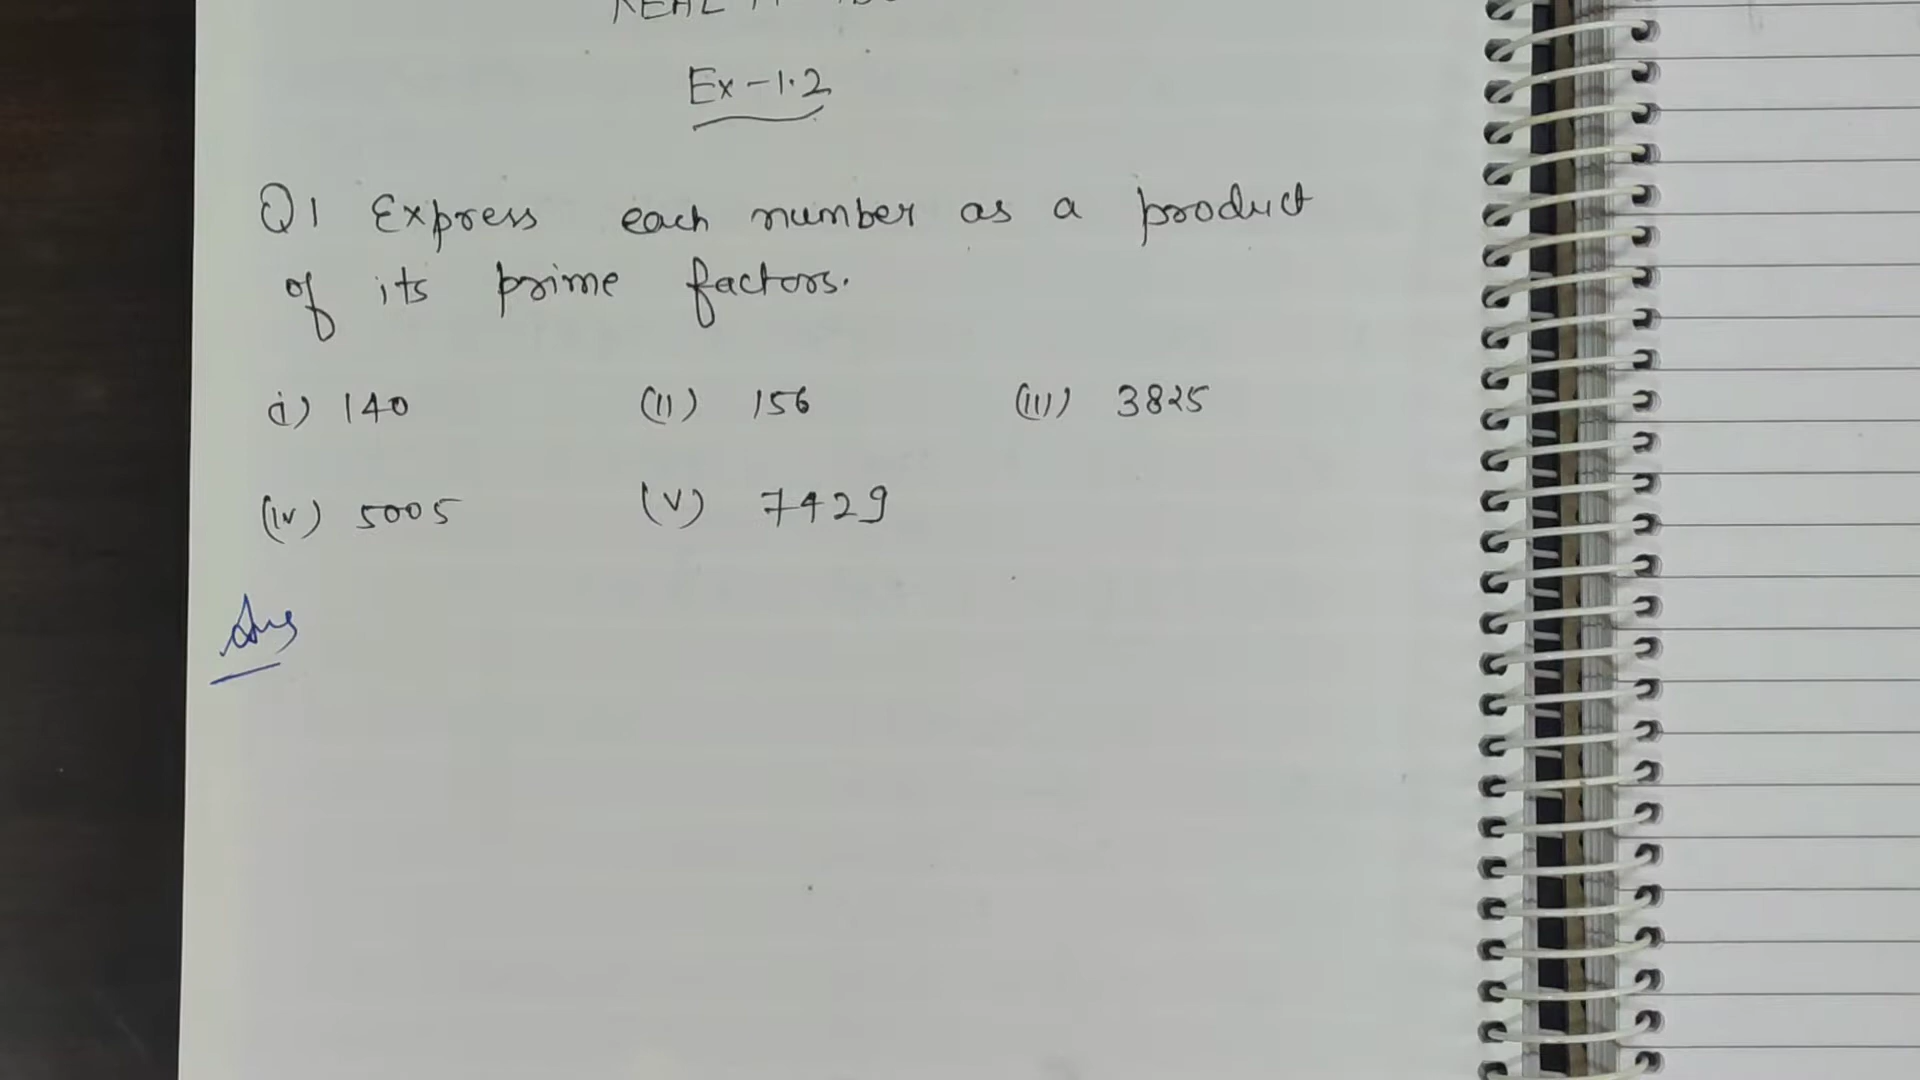 REAL
Ex-1.2
Q1 Express each number as a product
of its prime factors.
(i) 140 (ii) 156 (iii) 3825
(iv) 5005 (v) 7429
Ans